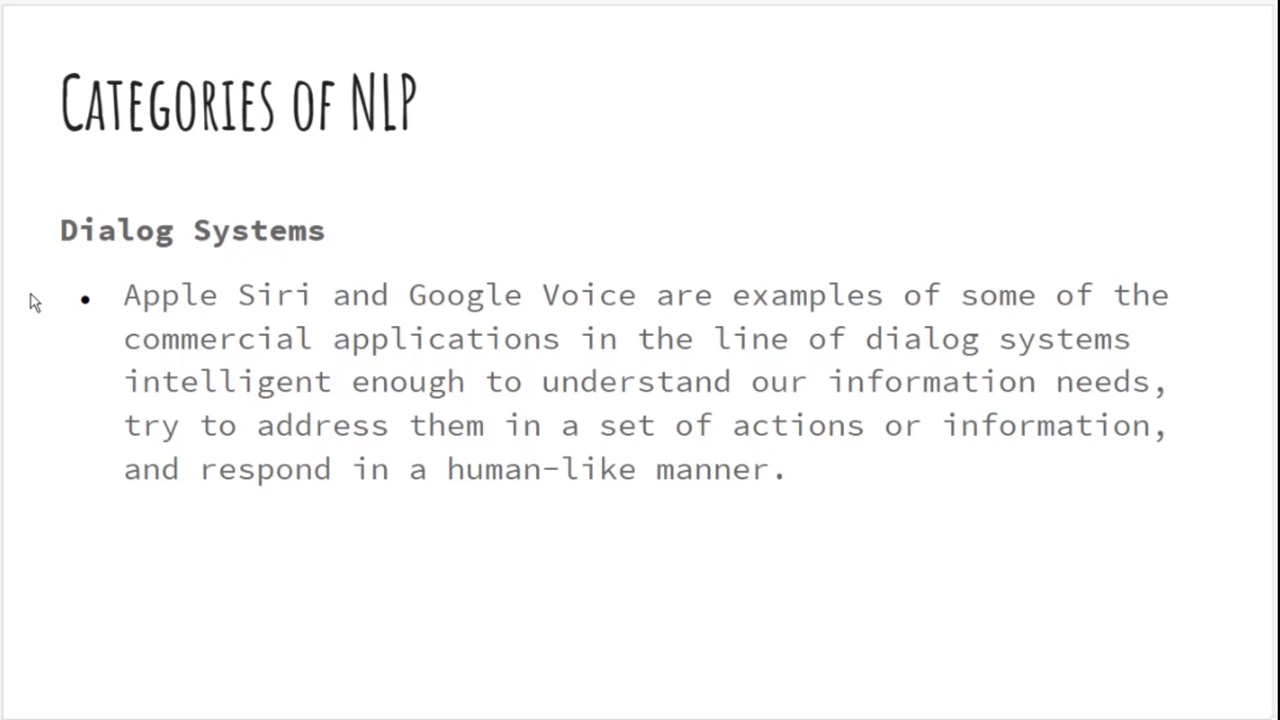 Categories of NLP
Dialog Systems
• Apple Siri and Google Voice are examples of some of the
commercial applications in the line of dialog systems
intelligent enough to understand our information needs,
try to address them in a set of actions or information,
and respond in a human-like manner.